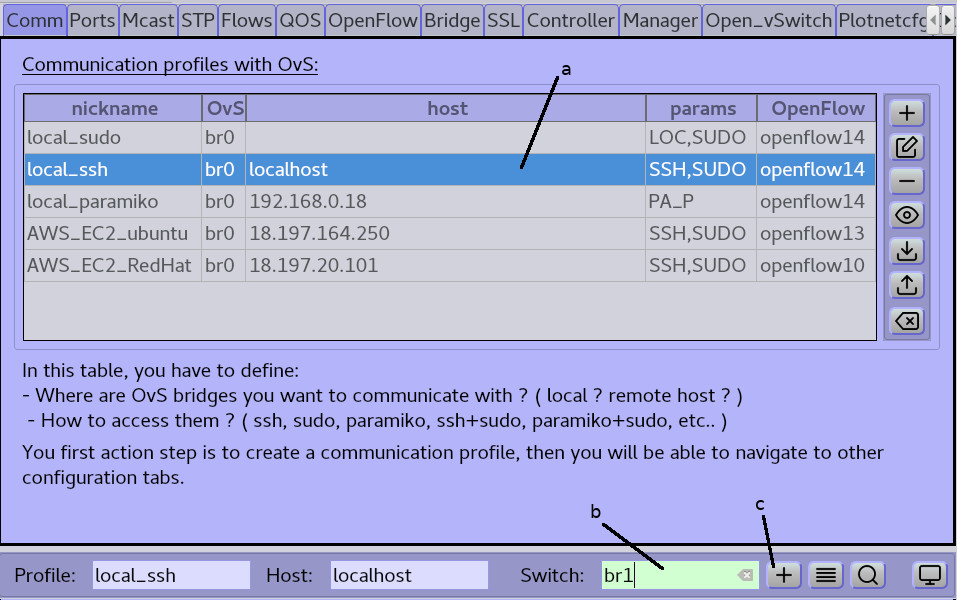 Comm Ports Mcast STP Flows QOS OpenFlow Bridge SSL Controller Manager Open_vSwitch Plotnetcfg
Communication profiles with OvS:
a
nickname OvS host params OpenFlow
local_sudo br0 LOC,SUDO openflow14
local_ssh br0 localhost SSH,SUDO openflow14
local_paramiko br0 192.168.0.18 PA_P openflow14
AWS_EC2_ubuntu br0 18.197.164.250 SSH,SUDO openflow13
AWS_EC2_RedHat br0 18.197.20.101 SSH,SUDO openflow10
In this table, you have to define:
- Where are OvS bridges you want to communicate with ? ( local ? remote host ? )
- How to access them ? ( ssh, sudo, paramiko, ssh+sudo, paramiko+sudo, etc.. )
You first action step is to create a communication profile, then you will be able to navigate to other
configuration tabs.
b c
Profile: local_ssh Host: localhost Switch: br1